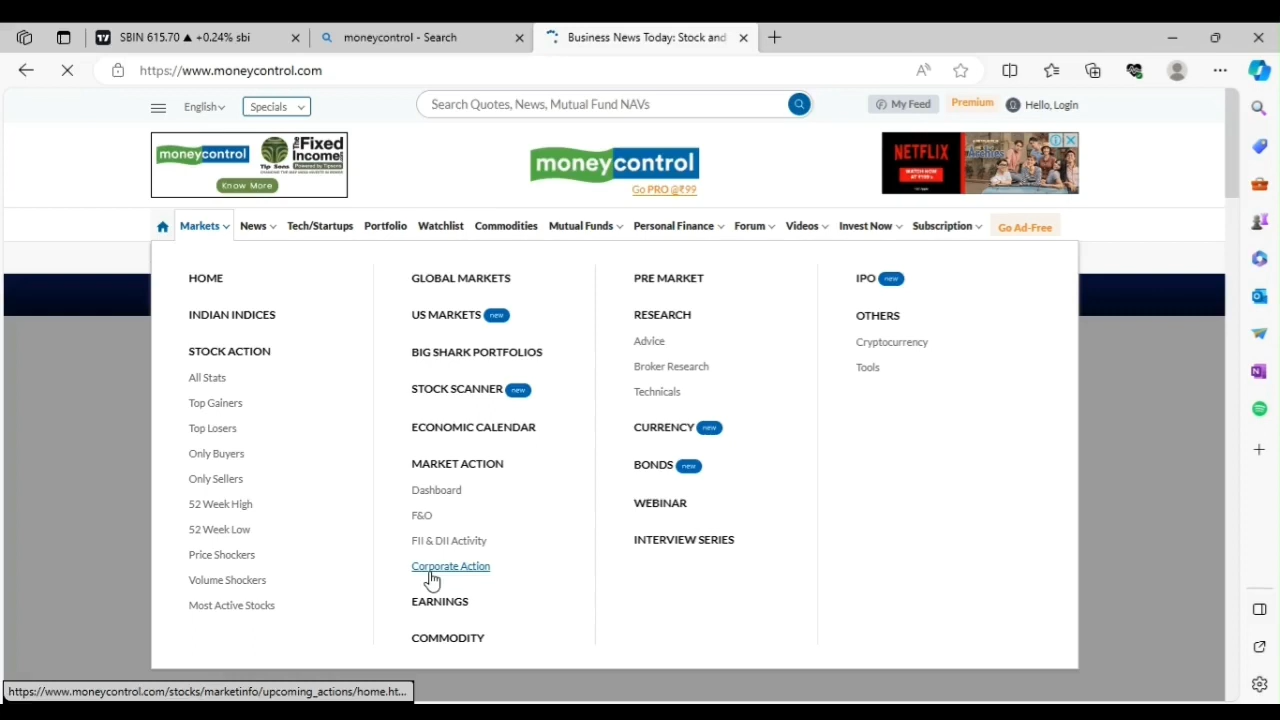 SBIN 615.70 ▲ +0.24% sbi
moneycontrol - Search
Business News Today: Stock and
https://www.moneycontrol.com
English
Specials
Search Quotes, News, Mutual Fund NAVs
My Feed
Premium
Hello, Login
moneycontrol
The Fixed Income
Know More
moneycontrol
Go PRO @₹99
NETFLIX
Archies
Markets
News
Tech/Startups
Portfolio
Watchlist
Commodities
Mutual Funds
Personal Finance
Forum
Videos
Invest Now
Subscription
Go Ad-Free
HOME
INDIAN INDICES
STOCK ACTION
All Stats
Top Gainers
Top Losers
Only Buyers
Only Sellers
52 Week High
52 Week Low
Price Shockers
Volume Shockers
Most Active Stocks
GLOBAL MARKETS
US MARKETS new
BIG SHARK PORTFOLIOS
STOCK SCANNER new
ECONOMIC CALENDAR
MARKET ACTION
Dashboard
F&O
FII & DII Activity
Corporate Action
EARNINGS
COMMODITY
PRE MARKET
RESEARCH
Advice
Broker Research
Technicals
CURRENCY new
BONDS new
WEBINAR
INTERVIEW SERIES
IPO new
OTHERS
Cryptocurrency
Tools
https://www.moneycontrol.com/stocks/marketinfo/upcoming_actions/home.ht...